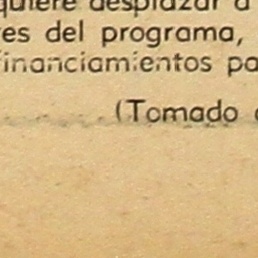 quiere desplazar a
es del programa,
financiamientos pa
(Tomado